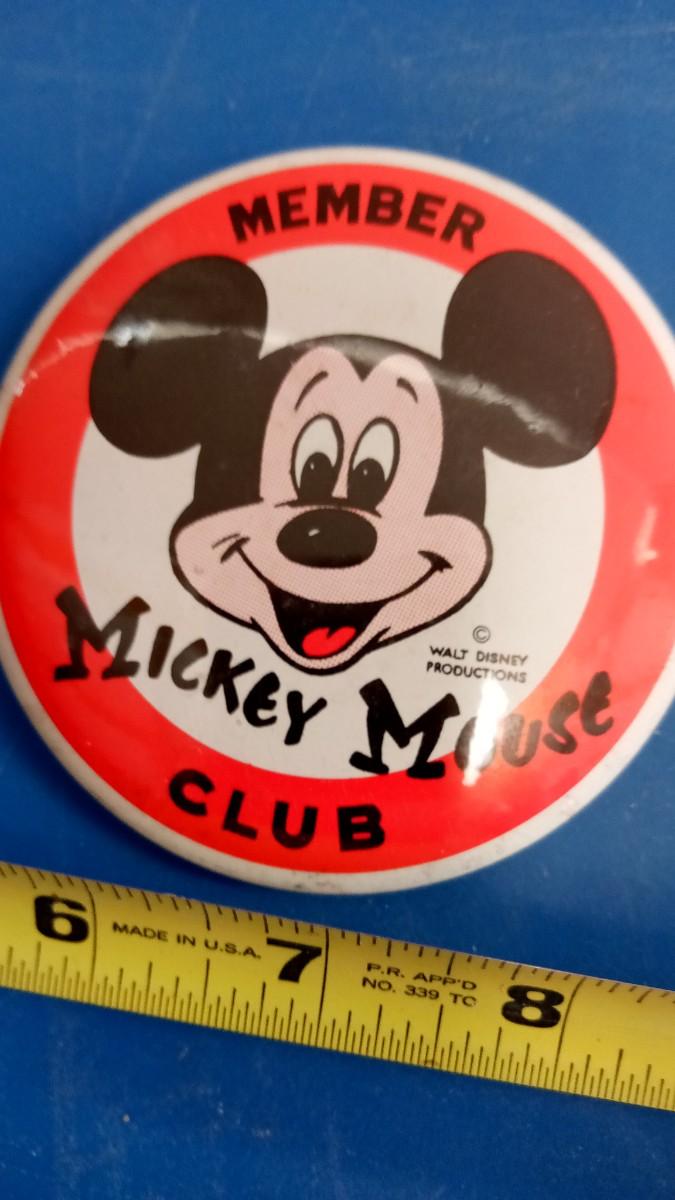 MEMBER
MICKEY MOUSE
CLUB
©
WALT DISNEY
PRODUCTIONS
6 MADE IN U.S.A. 7 P.R. APP'D 8
NO. 339 TC